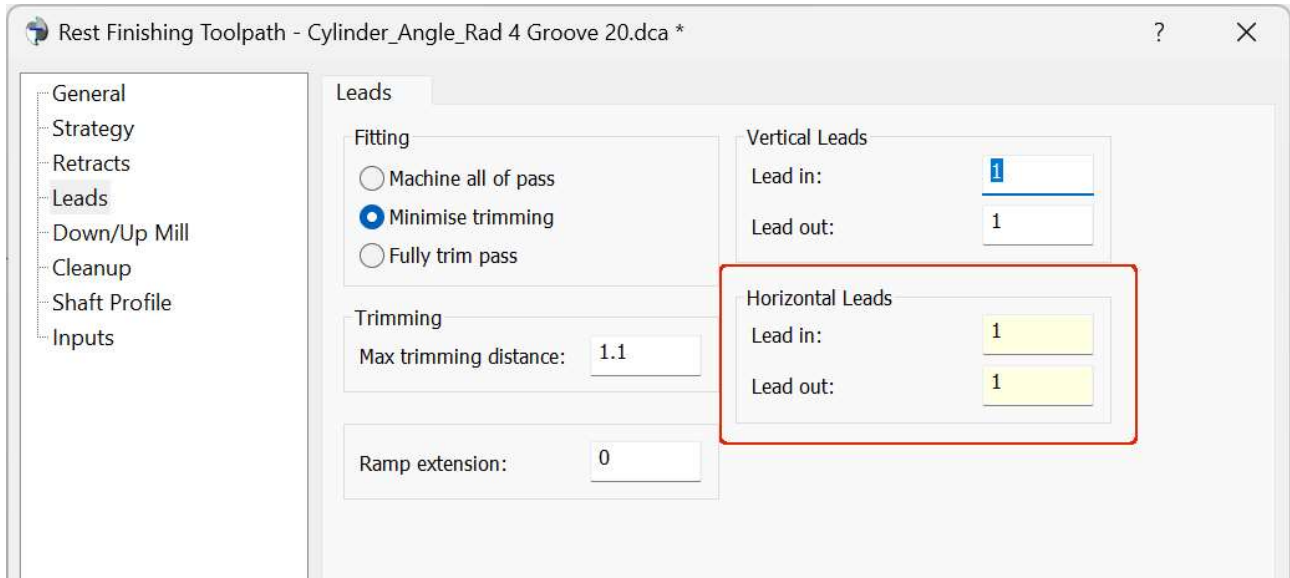 Rest Finishing Toolpath - Cylinder_Angle_Rad 4 Groove 20.dca *
?
General
Strategy
Retracts
Leads
Down/Up Mill
Cleanup
Shaft Profile
Inputs
Leads
Fitting
Machine all of pass
Minimise trimming
Fully trim pass
Trimming
Max trimming distance: 1.1
Ramp extension: 0
Vertical Leads
Lead in: 1
Lead out: 1
Horizontal Leads
Lead in: 1
Lead out: 1